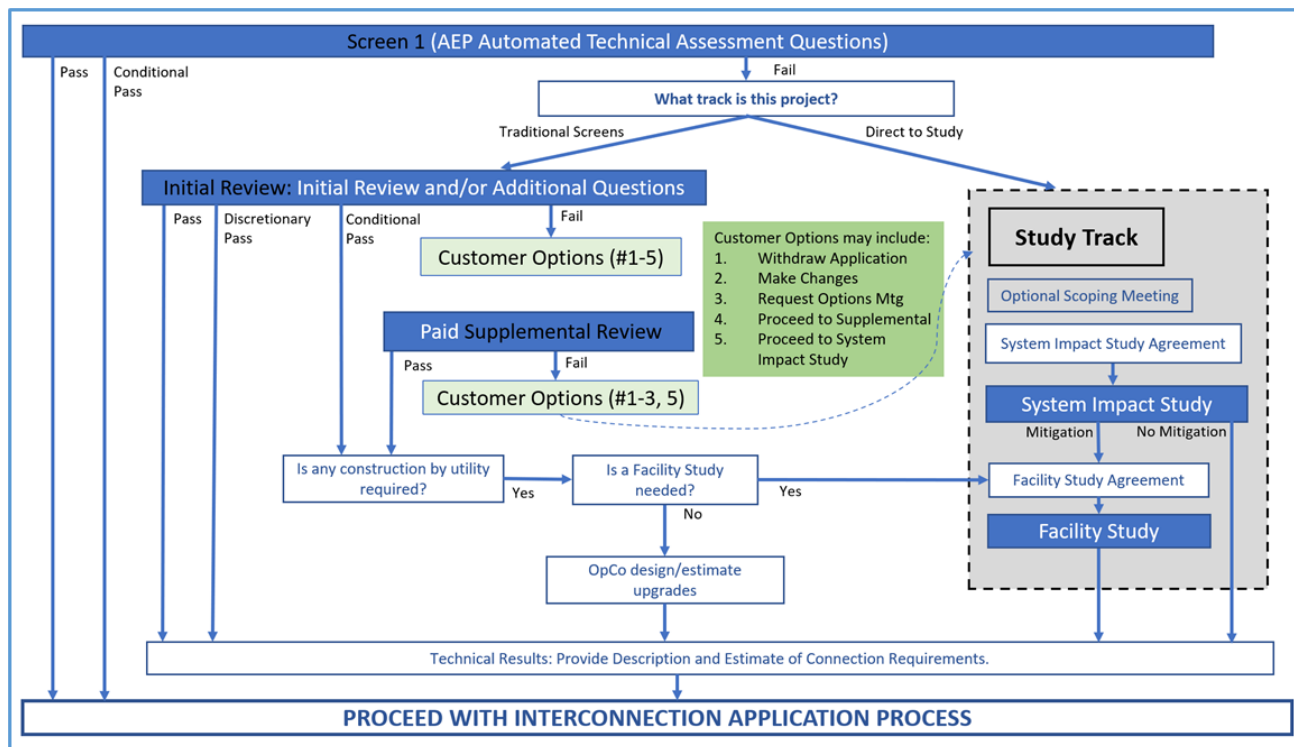 Screen 1 (AEP Automated Technical Assessment Questions)
Pass
Conditional
Pass
Fail
What track is this project?
Traditional Screens
Direct to Study
Initial Review: Initial Review and/or Additional Questions
Pass
Discretionary
Pass
Conditional
Pass
Fail
Customer Options (#1-5)
Customer Options may include:
1. Withdraw Application
2. Make Changes
3. Request Options Mtg
4. Proceed to Supplemental
5. Proceed to System
Impact Study
Study Track
Optional Scoping Meeting
System Impact Study Agreement
System Impact Study
Mitigation
No Mitigation
Facility Study Agreement
Facility Study
Paid Supplemental Review
Pass
Fail
Customer Options (#1-3, 5)
Is any construction by utility
required?
Yes
Is a Facility Study
needed?
Yes
No
OpCo design/estimate
upgrades
Technical Results: Provide Description and Estimate of Connection Requirements.
PROCEED WITH INTERCONNECTION APPLICATION PROCESS